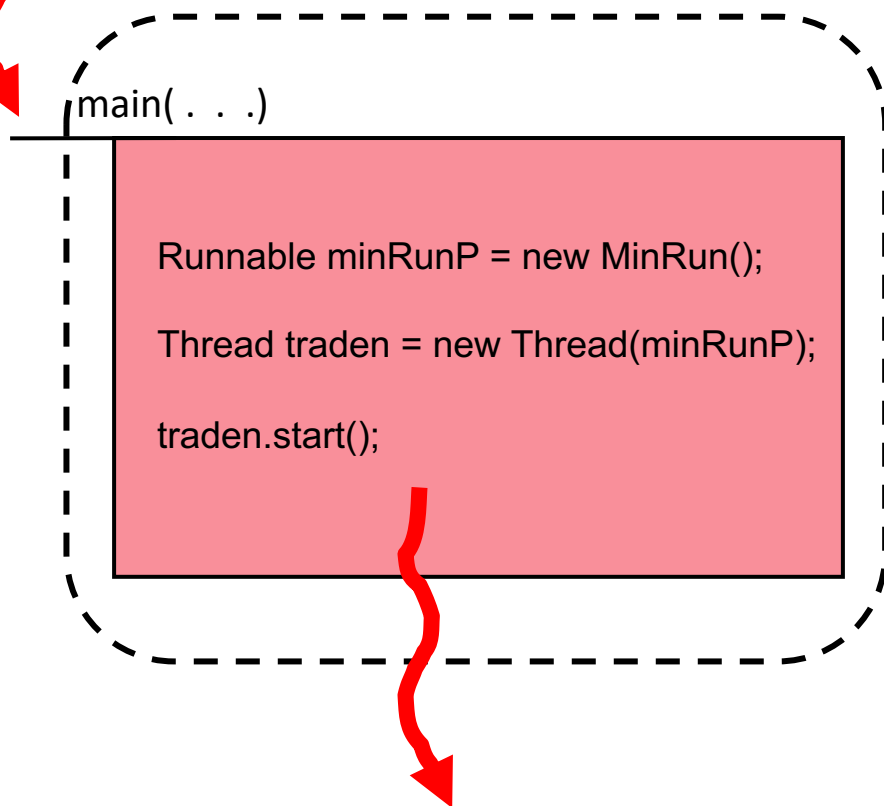 main( . . .)
Runnable minRunP = new MinRun();
Thread traden = new Thread(minRunP);
traden.start();